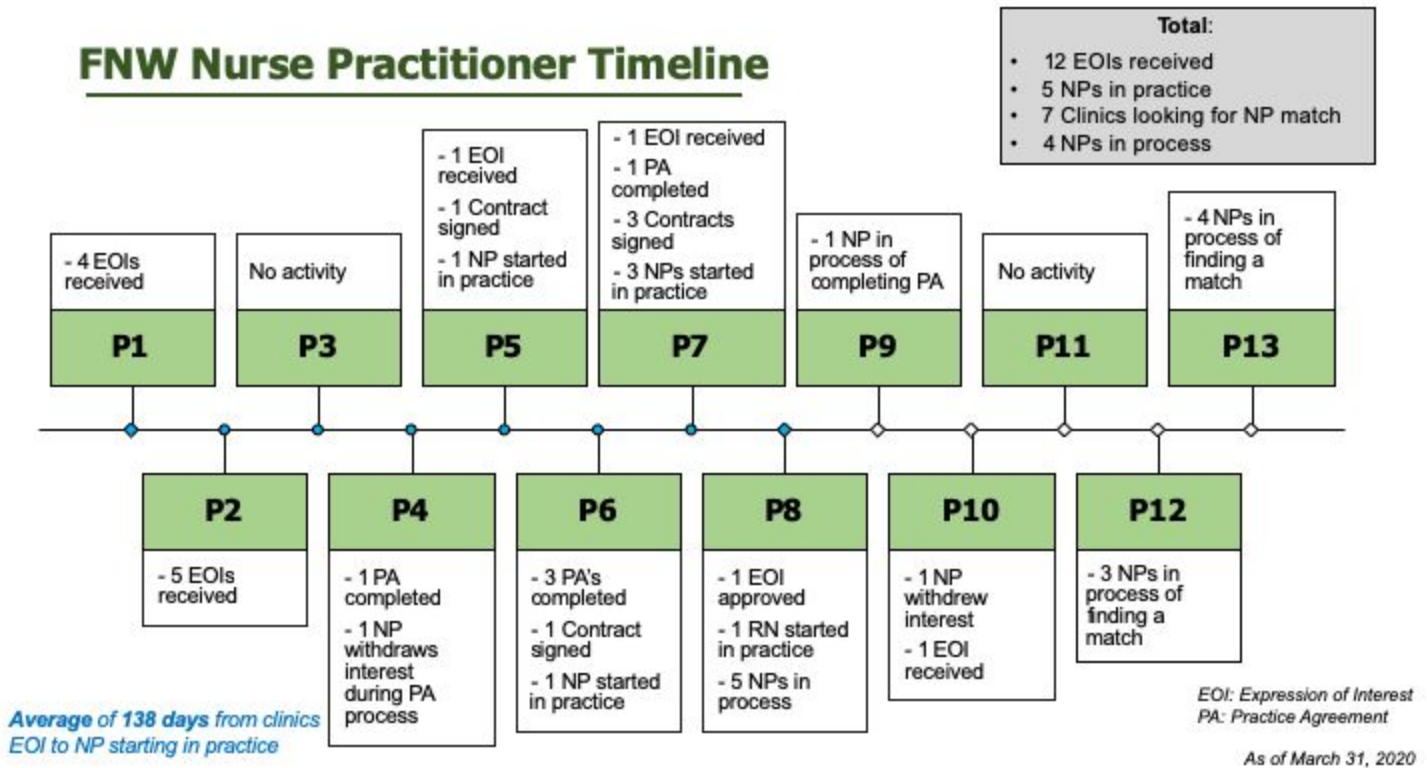 FNW Nurse Practitioner Timeline
Total:
• 12 EOIs received
• 5 NPs in practice
• 7 Clinics looking for NP match
• 4 NPs in process
- 4 EOIs
received
P1
No activity
P3
- 1 EOI
received
- 1 Contract
signed
- 1 NP started
in practice
P5
- 1 EOI received
- 1 PA
completed
- 3 Contracts
signed
- 3 NPs started
in practice
P7
- 1 NP in
process of
completing PA
P9
No activity
P11
- 4 NPs in
process of
finding a
match
P13
P2
- 5 EOIs
received
P4
- 1 PA
completed
- 1 NP
withdraws
interest
during PA
process
P6
- 3 PA's
completed
- 1 Contract
signed
- 1 NP started
in practice
P8
- 1 EOI
approved
- 1 RN started
in practice
- 5 NPs in
process
P10
- 1 NP
withdrew
interest
- 1 EOI
received
P12
- 3 NPs in
process of
finding a
match
Average of 138 days from clinics
EOI to NP starting in practice
EOI: Expression of Interest
PA: Practice Agreement
As of March 31, 2020